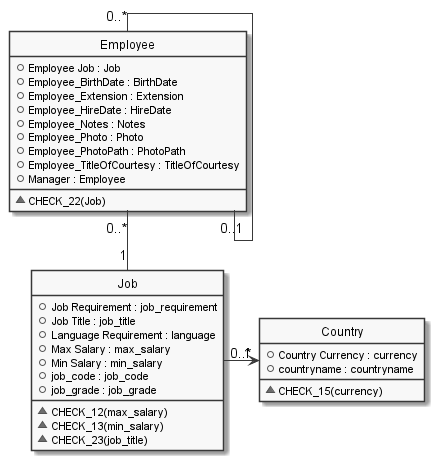 0..*
Employee
Employee Job : Job
Employee_BirthDate : BirthDate
Employee_Extension : Extension
Employee_HireDate : HireDate
Employee_Notes : Notes
Employee_Photo : Photo
Employee_PhotoPath : PhotoPath
Employee_TitleOfCourtesy : TitleOfCourtesy
Manager : Employee
CHECK_22(Job)
0..* 0..1
1
Job
Job Requirement : job_requirement
Job Title : job_title
Language Requirement : language
Max Salary : max_salary
Min Salary : min_salary
job_code : job_code
job_grade : job_grade
CHECK_12(max_salary)
CHECK_13(min_salary)
CHECK_23(job_title)
Country
Country Currency : currency
countryname : countryname
CHECK_15(currency)